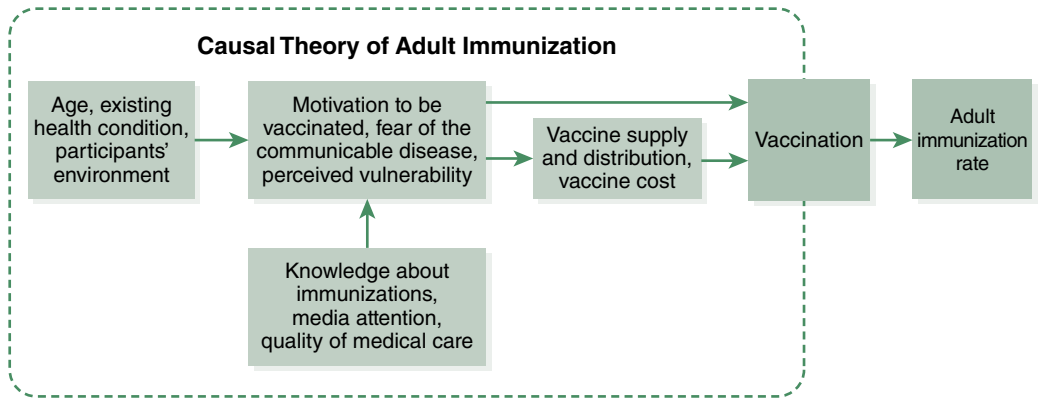 Causal Theory of Adult Immunization
Age, existing
health condition,
participants'
environment
Motivation to be
vaccinated, fear of the
communicable disease,
perceived vulnerability
Vaccine supply
and distribution,
vaccine cost
Vaccination
Adult
immunization
rate
Knowledge about
immunizations,
media attention,
quality of medical care